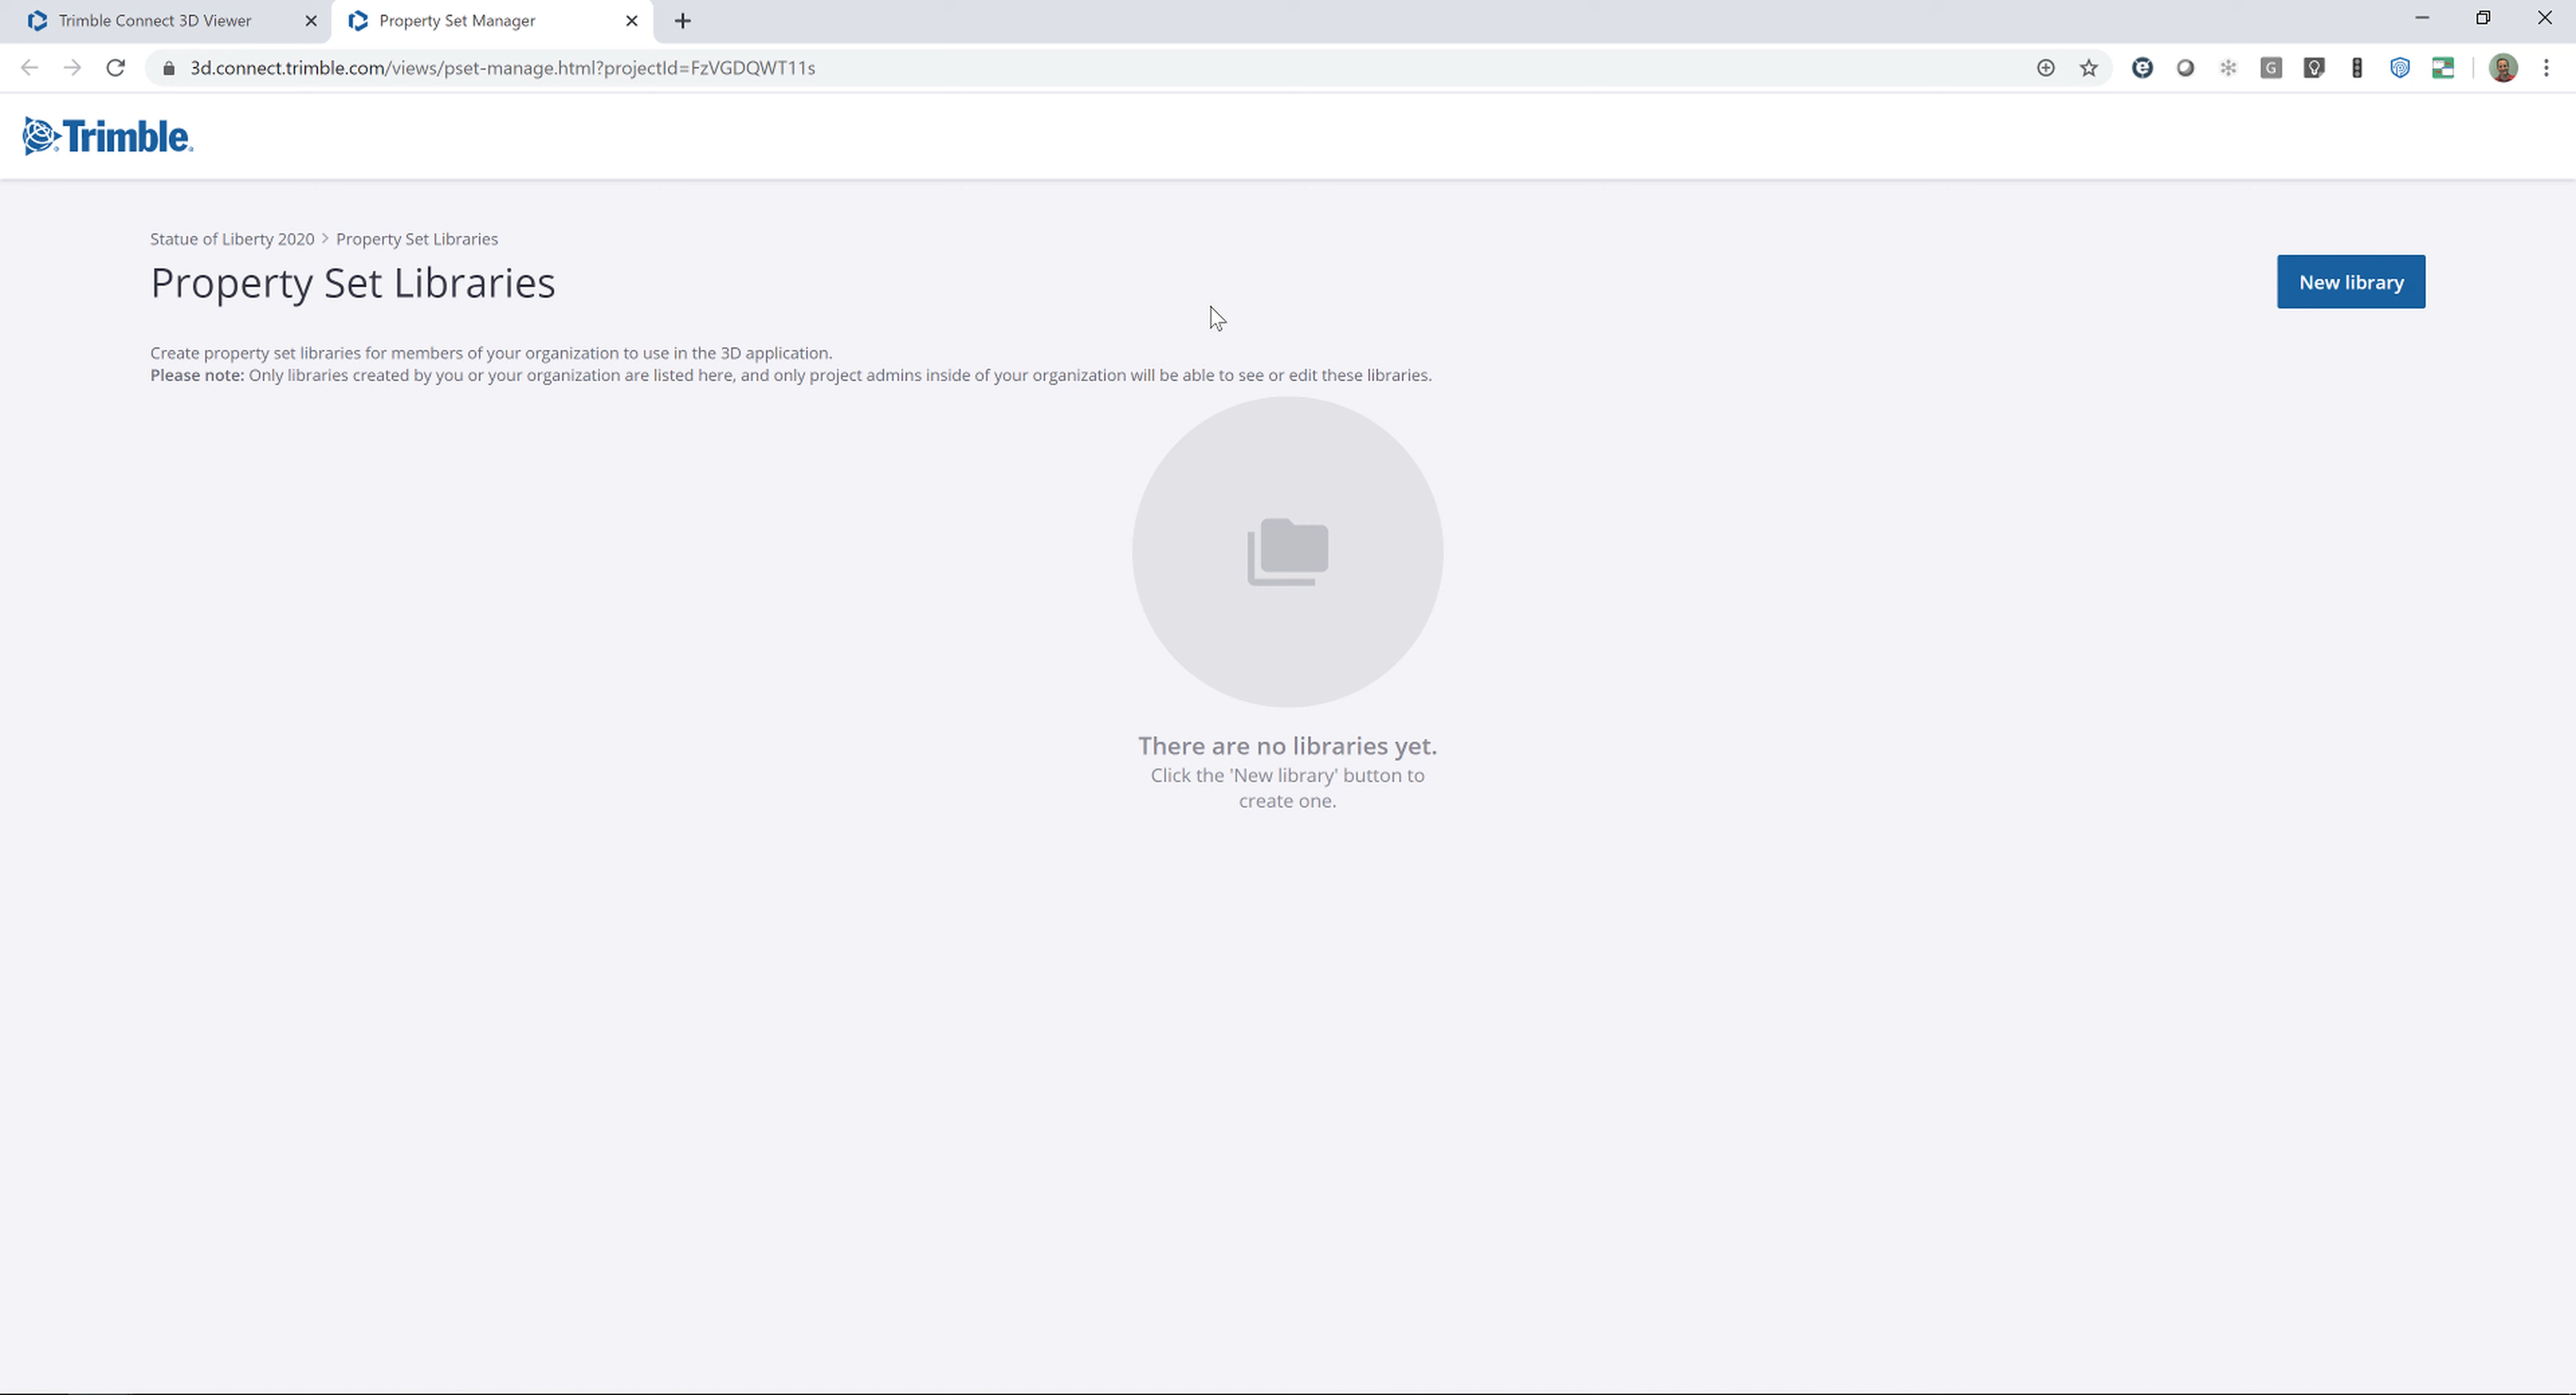 Trimble Connect 3D Viewer
Property Set Manager
3d.connect.trimble.com/views/pset-manage.html?projectId=FzVGDQWT11s
G
Trimble
Statue of Liberty 2020 > Property Set Libraries
Property Set Libraries
New library
Create property set libraries for members of your organization to use in the 3D application.
Please note: Only libraries created by you or your organization are listed here, and only project admins inside of your organization will be able to see or edit these libraries.
There are no libraries yet.
Click the 'New library' button to
create one.